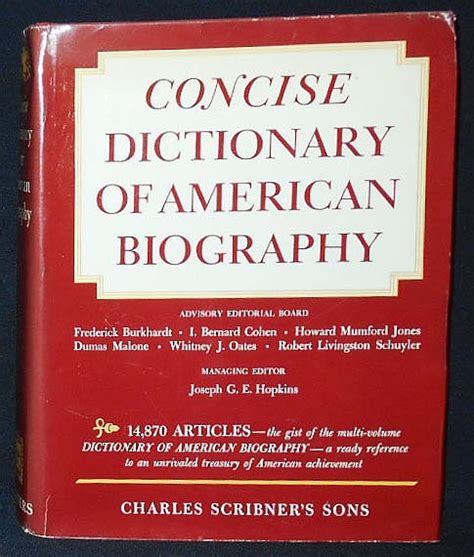 CONCISE
DICTIONARY
OF AMERICAN
BIOGRAPHY
ADVISORY EDITORIAL BOARD
Frederick Burkhardt · I. Bernard Cohen · Howard Mumford Jones
Dumas Malone · Whitney J. Oates · Robert Livingston Schuyler
MANAGING EDITOR
Joseph G. E. Hopkins
14,870 ARTICLES—the gist of the multi-volume
DICTIONARY OF AMERICAN BIOGRAPHY—a ready reference
to an unrivaled treasury of American achievement
CHARLES SCRIBNER'S SONS